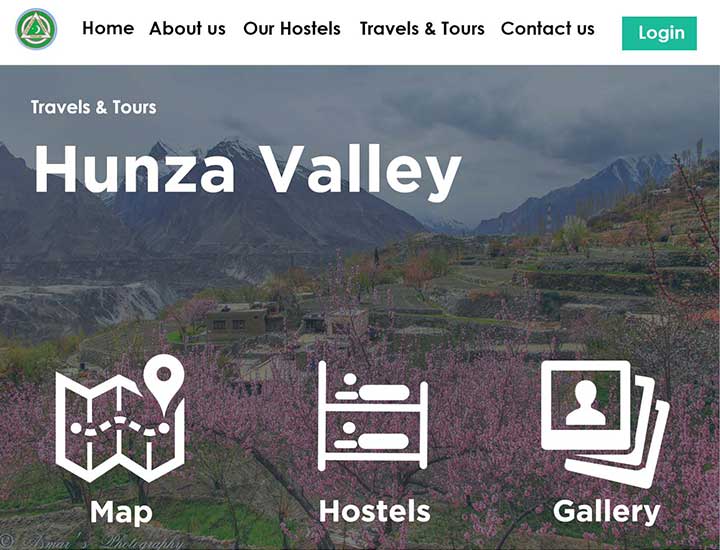 Home About us Our Hostels Travels & Tours Contact us Login
Travels & Tours
Hunza Valley
Map Hostels Gallery
© Asmar's Photography